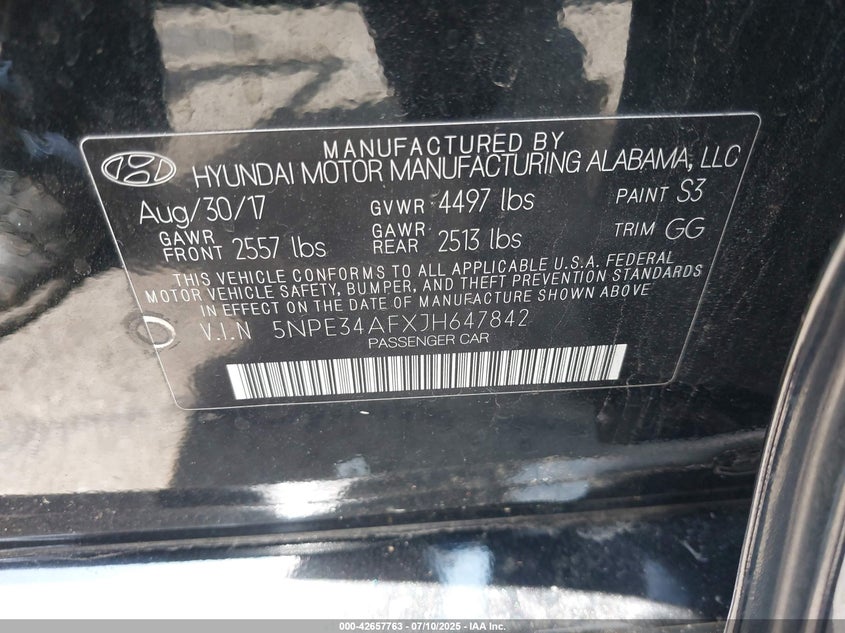 MANUFACTURED BY
HYUNDAI MOTOR MANUFACTURING ALABAMA, LLC
Aug/30/17 GVWR 4497 lbs PAINT S3
GAWR FRONT 2557 lbs GAWR REAR 2513 lbs TRIM GG
THIS VEHICLE CONFORMS TO ALL APPLICABLE U.S.A. FEDERAL
MOTOR VEHICLE SAFETY, BUMPER, AND THEFT PREVENTION STANDARDS
IN EFFECT ON THE DATE OF MANUFACTURE SHOWN ABOVE
V.I.N 5NPE34AFXJH647842
PASSENGER CAR
000-42657763 - 07/10/2025 - IAA Inc.